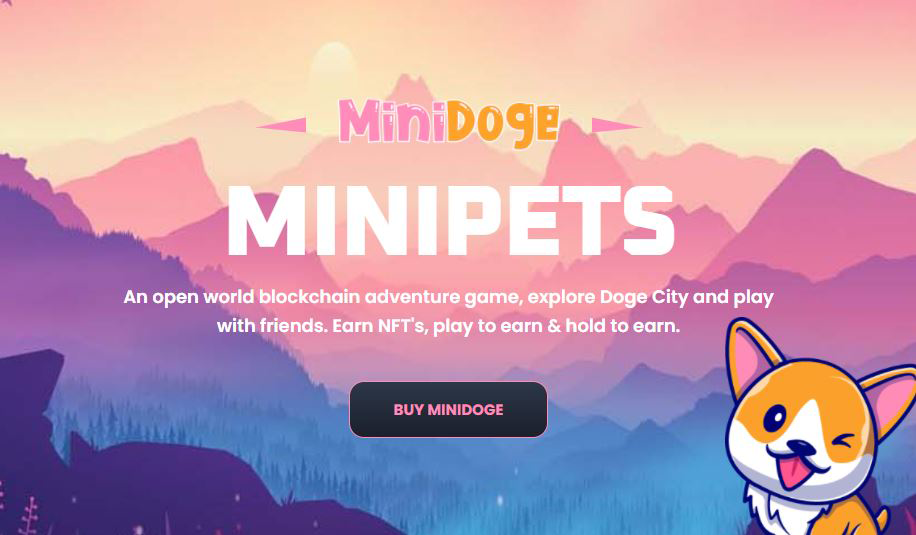 MiniDoge
MINIPETS
An open world blockchain adventure game, explore Doge City and play
with friends. Earn NFT's, play to earn & hold to earn.
BUY MINIDOGE